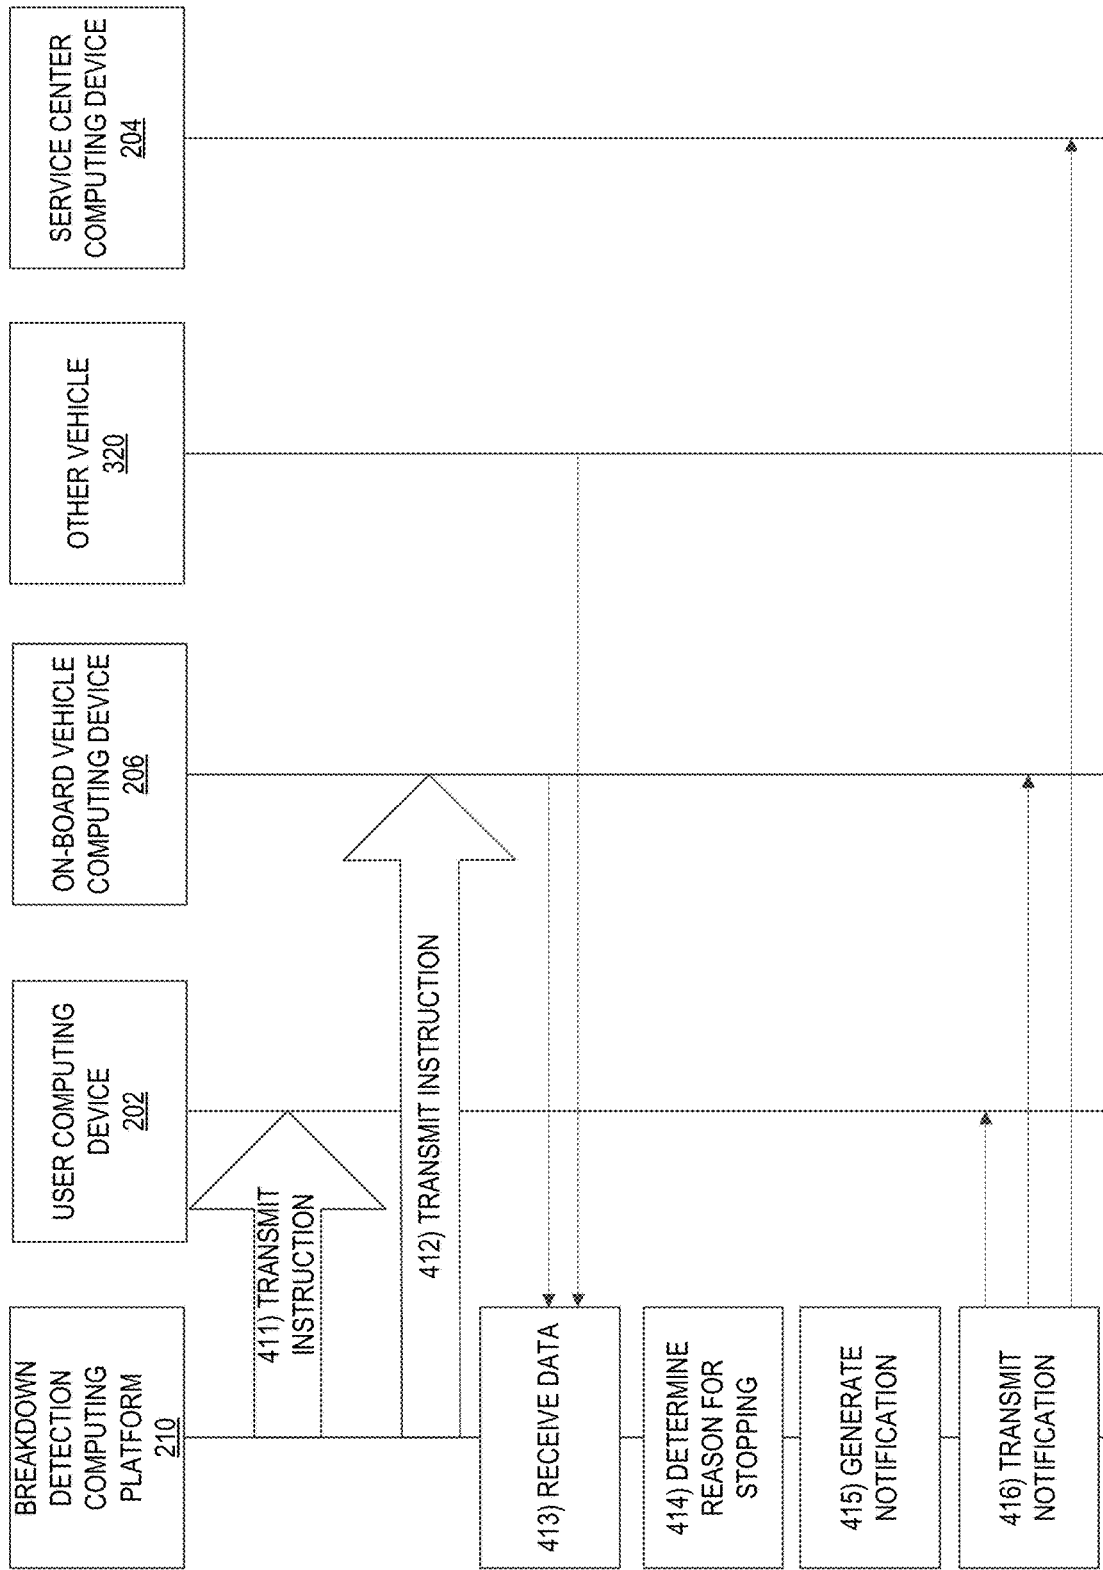 BREAKDOWN
DETECTION
COMPUTING
PLATFORM
210
USER COMPUTING
DEVICE
202
ON-BOARD VEHICLE
COMPUTING DEVICE
206
OTHER VEHICLE
320
SERVICE CENTER
COMPUTING DEVICE
204
411) TRANSMIT
INSTRUCTION
412) TRANSMIT INSTRUCTION
413) RECEIVE DATA
414) DETERMINE
REASON FOR
STOPPING
415) GENERATE
NOTIFICATION
416) TRANSMIT
NOTIFICATION